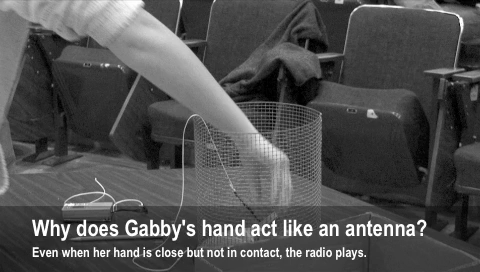 Why does Gabby's hand act like an antenna?
Even when her hand is close but not in contact, the radio plays.